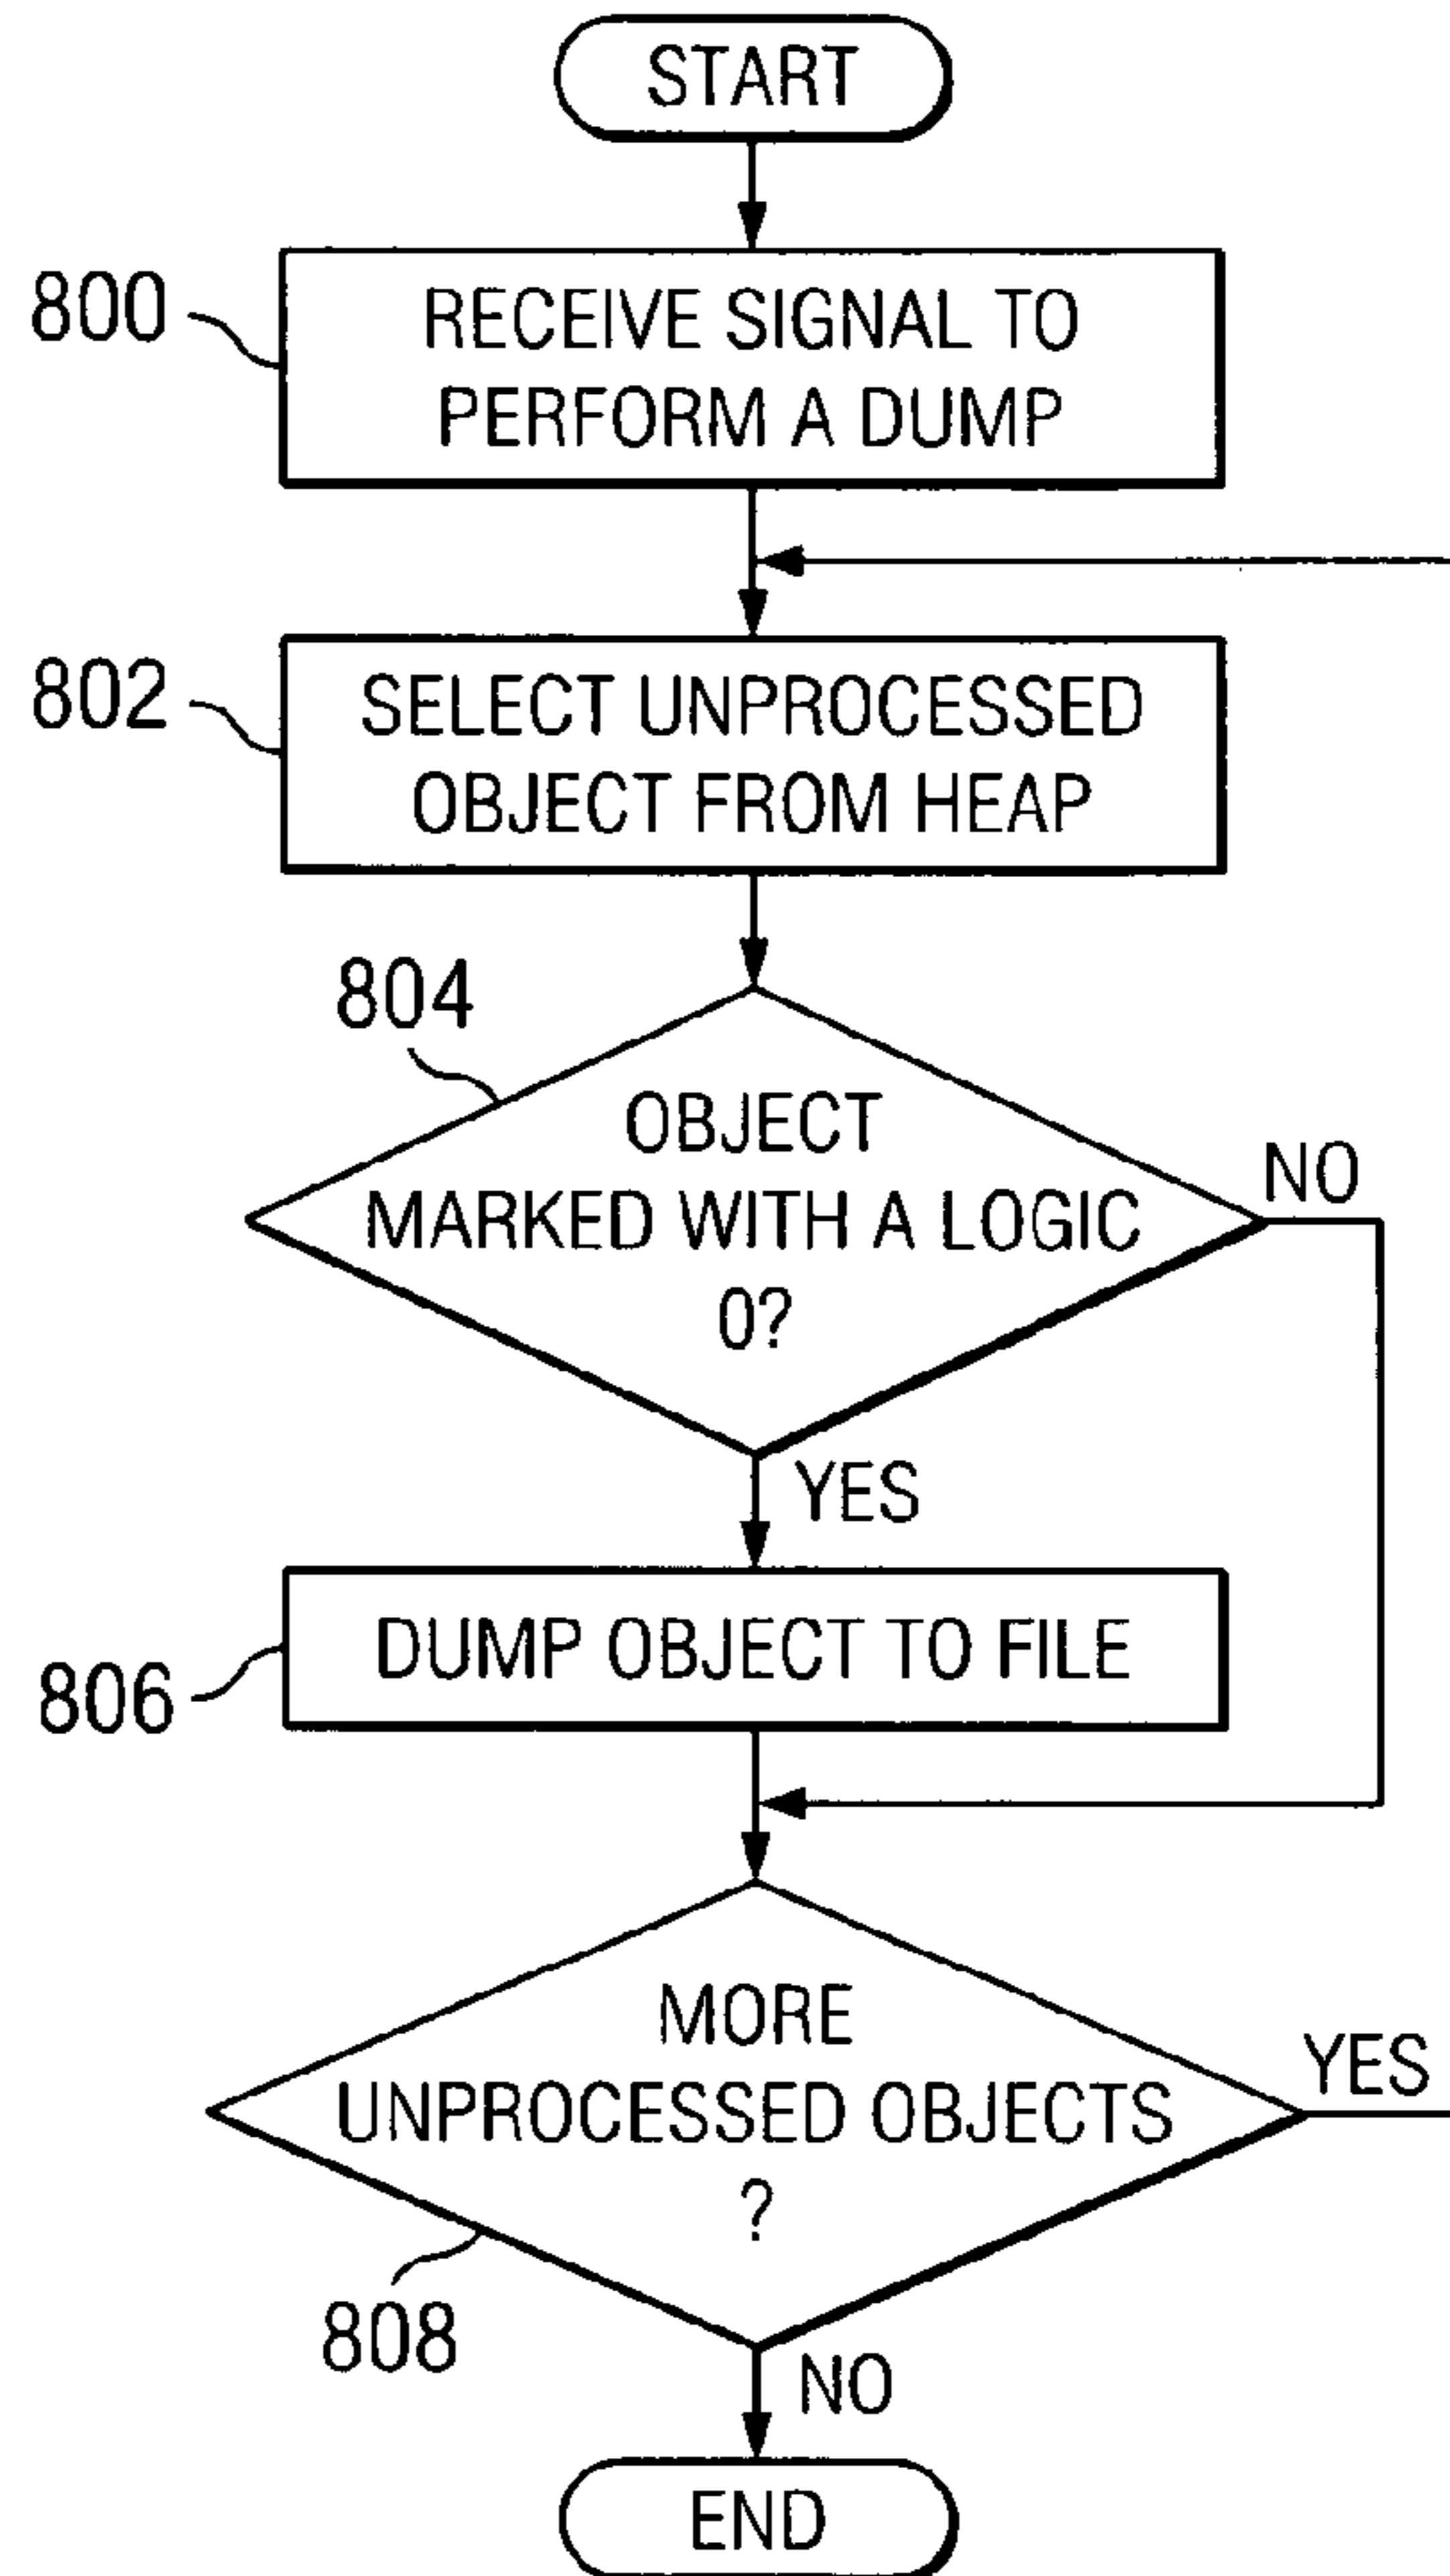 START
800
RECEIVE SIGNAL TO
PERFORM A DUMP
802
SELECT UNPROCESSED
OBJECT FROM HEAP
804
OBJECT
MARKED WITH A LOGIC
0?
NO
YES
806
DUMP OBJECT TO FILE
MORE
UNPROCESSED OBJECTS
?
YES
808
NO
END